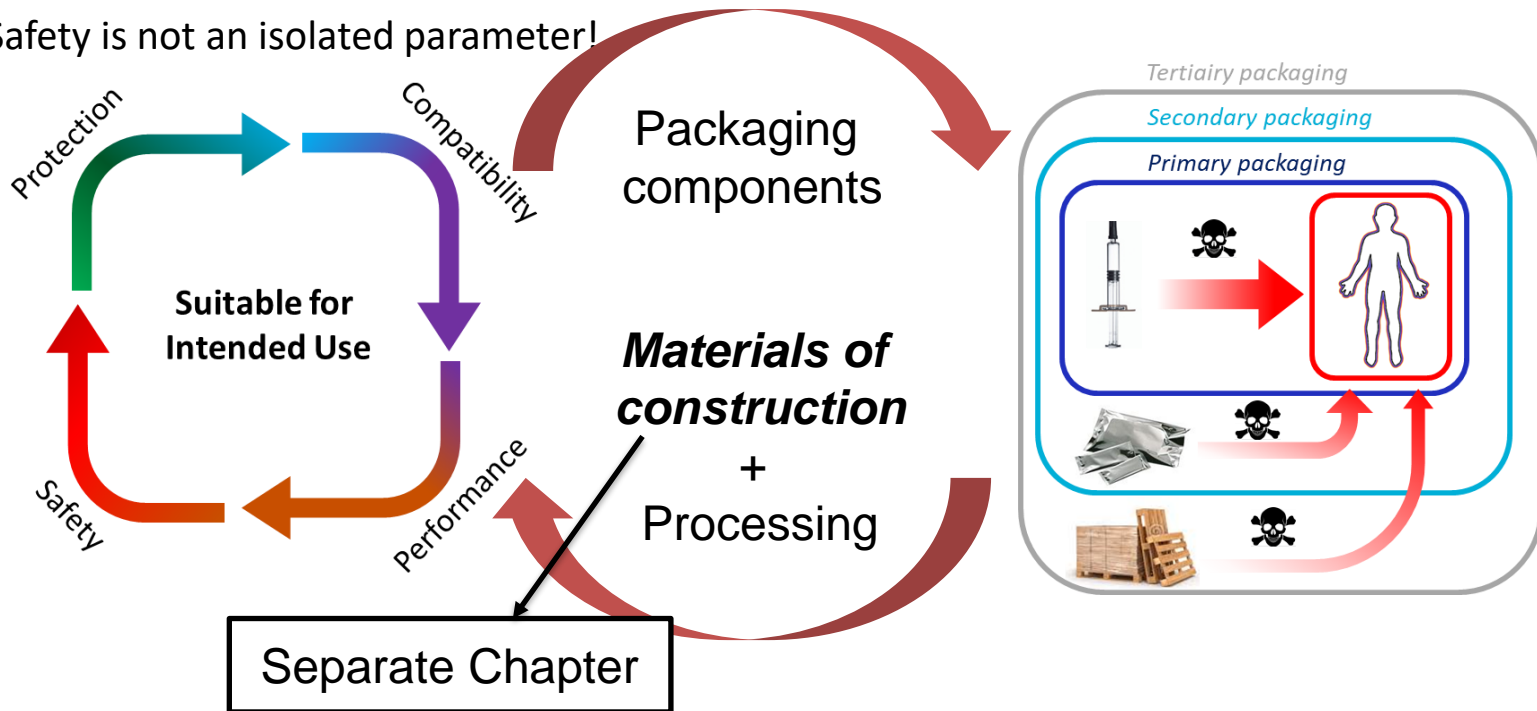 Safety is not an isolated parameter!
Protection
Compatibility
Suitable for
Intended Use
Safety
Performance
Packaging
components
Materials of
construction
+
Processing
Separate Chapter
Tertiairy packaging
Secondary packaging
Primary packaging